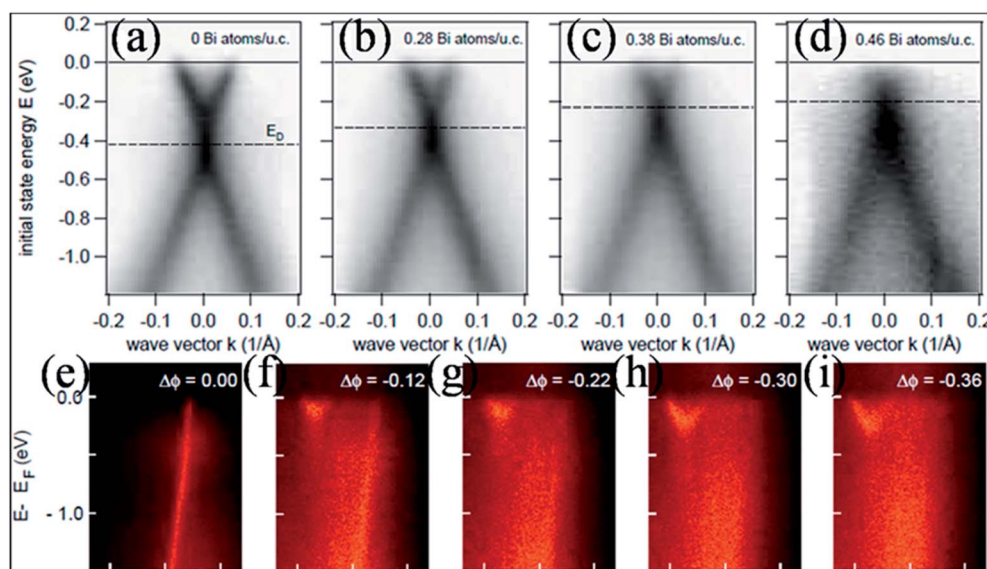 (a) 0 Bi atoms/u.c.
(b) 0.28 Bi atoms/u.c.
(c) 0.38 Bi atoms/u.c.
(d) 0.46 Bi atoms/u.c.
initial state energy E (eV)
0.2
0.0
-0.2
-0.4
-0.6
-0.8
-1.0
E_D
-0.2 -0.1 0.0 0.1 0.2
-0.2 -0.1 0.0 0.1 0.2
-0.2 -0.1 0.0 0.1 0.2
-0.2 -0.1 0.0 0.1 0.2
wave vector k (1/Å)
wave vector k (1/Å)
wave vector k (1/Å)
wave vector k (1/Å)
(e) Δϕ = 0.00
(f) Δϕ = -0.12
(g) Δϕ = -0.22
(h) Δϕ = -0.30
(i) Δϕ = -0.36
E- E_F (eV)
0.0
- 1.0